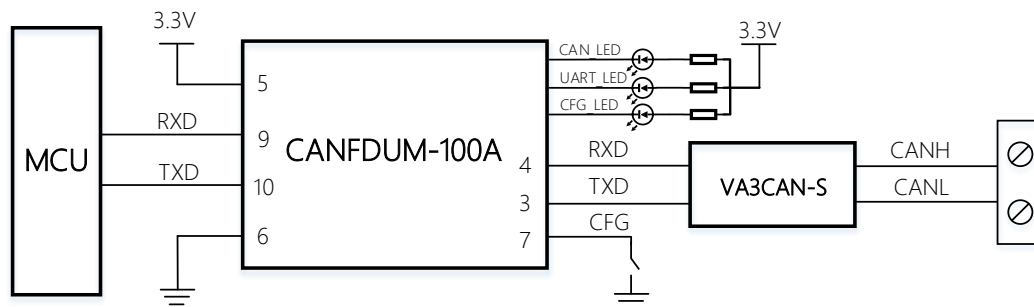 3.3V
3.3V
CAN_LED
UART_LED
CFG_LED
5
RXD
9
MCU
CANFDUM-100A
TXD
10
6
4
RXD
3
TXD
7
CFG
VA3CAN-S
CANH
CANL